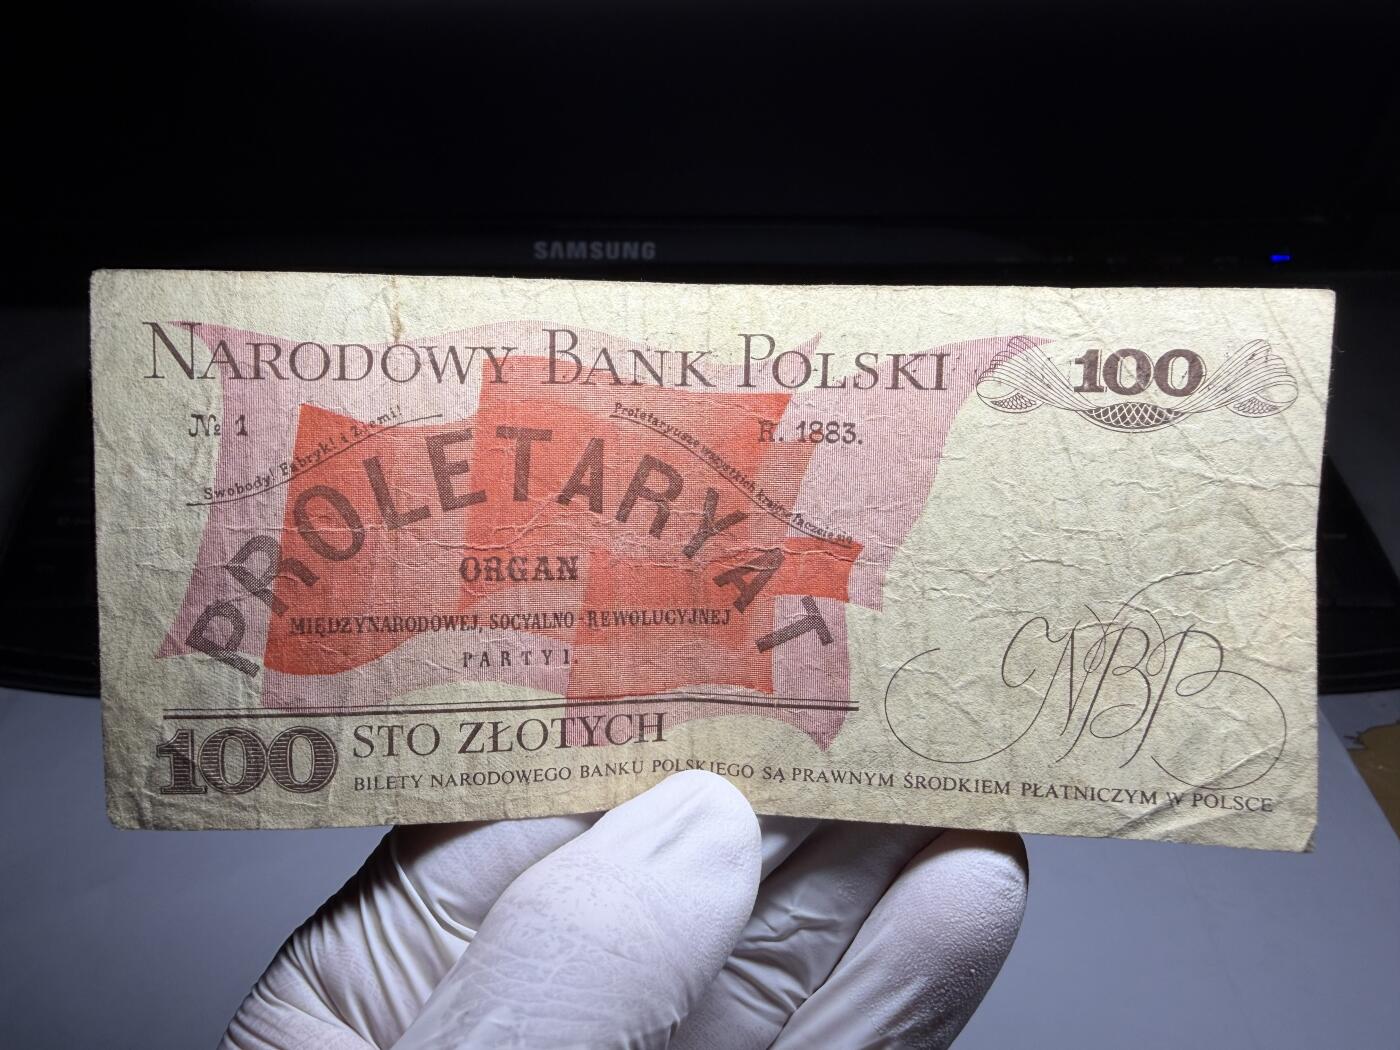 SAMSUNG
NARODOWY BANK POLSKI
100
№ 1
R. 1883.
Swobody! Fabryk! i Ziemi!
Proletaryusze wszystkich krajów łączcie się
PROLETARYAT
ORGAN
MIĘDZYNARODOWEJ, SOCYALNO-REWOLUCYJNEJ
PARTYI.
NBP
100 STO ZŁOTYCH
BILETY NARODOWEGO BANKU POLSKIEGO SĄ PRAWNYM ŚRODKIEM PŁATNICZYM W POLSCE